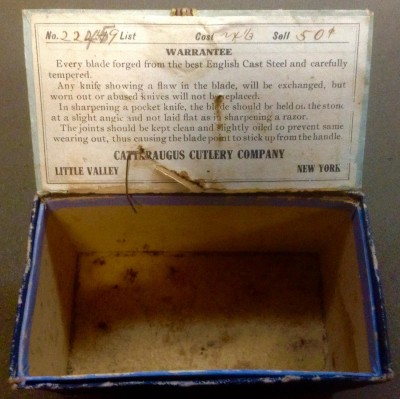 No. List Cost Sell 50¢
WARRANTEE
Every blade forged from the best English Cast Steel and carefully
tempered.
Any knife showing a flaw in the blade, will be exchanged, but
worn out or abused knives will not be replaced.
In sharpening a pocket knife, the blade should be held on the stone
at a slight angle and not laid flat as in sharpening a razor.
The joints should be kept clean and slightly oiled to prevent same
wearing out, thus causing the blade point to stick up from the handle.
CATTARAUGUS CUTLERY COMPANY
LITTLE VALLEY NEW YORK